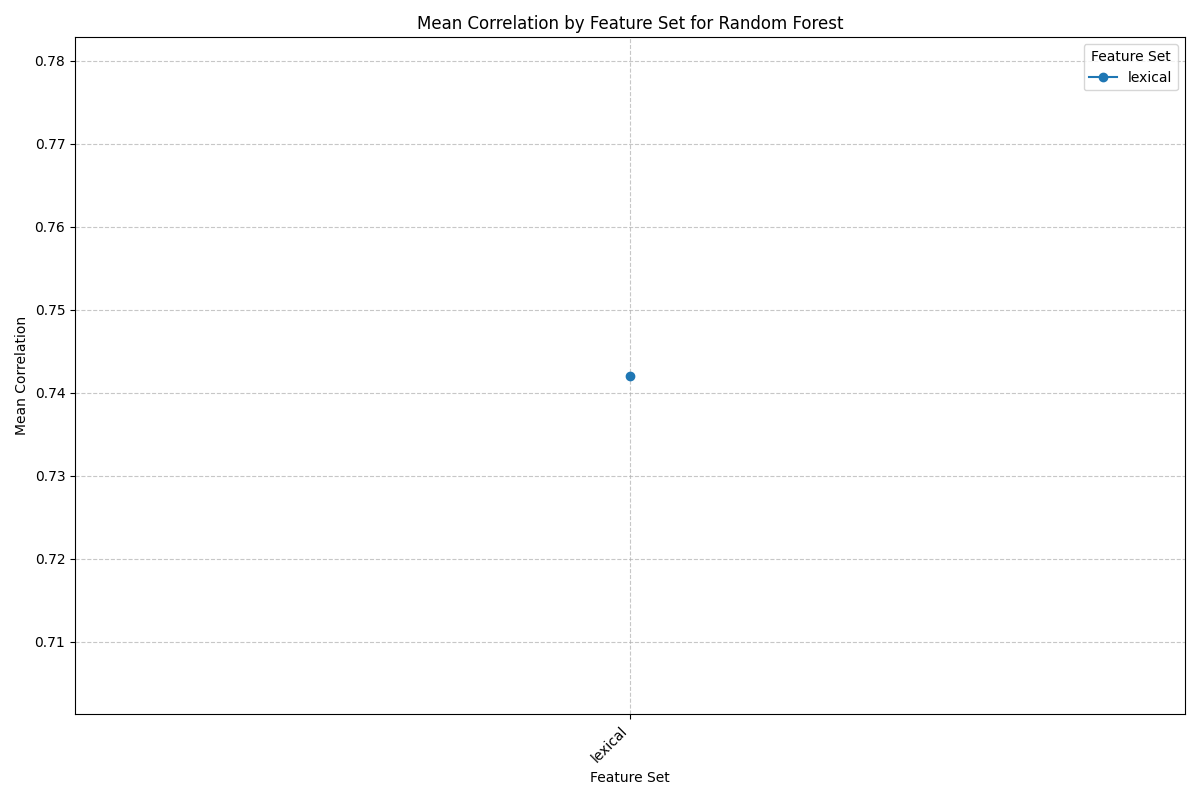 Mean Correlation by Feature Set for Random Forest
Feature Set
lexical
0.78
0.77
0.76
0.75
0.74
0.73
0.72
0.71
Mean Correlation
lexical
Feature Set